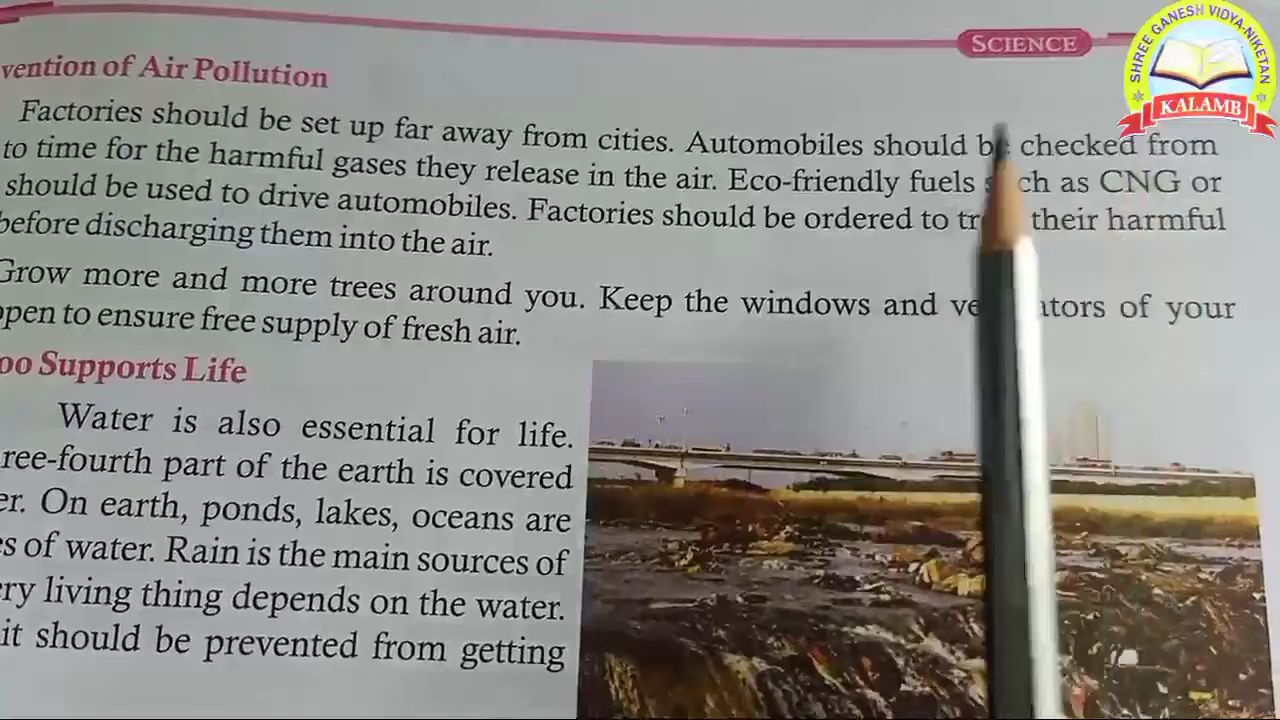 SCIENCE
SHREE GANESH VIDYA-NIKETAN
KALAMB
vention of Air Pollution
Factories should be set up far away from cities. Automobiles should be checked from
to time for the harmful gases they release in the air. Eco-friendly fuels such as CNG or
should be used to drive automobiles. Factories should be ordered to treat their harmful
before discharging them into the air.
Grow more and more trees around you. Keep the windows and ventilators of your
open to ensure free supply of fresh air.
oo Supports Life
Water is also essential for life.
ree-fourth part of the earth is covered
er. On earth, ponds, lakes, oceans are
es of water. Rain is the main sources of
ery living thing depends on the water.
it should be prevented from getting